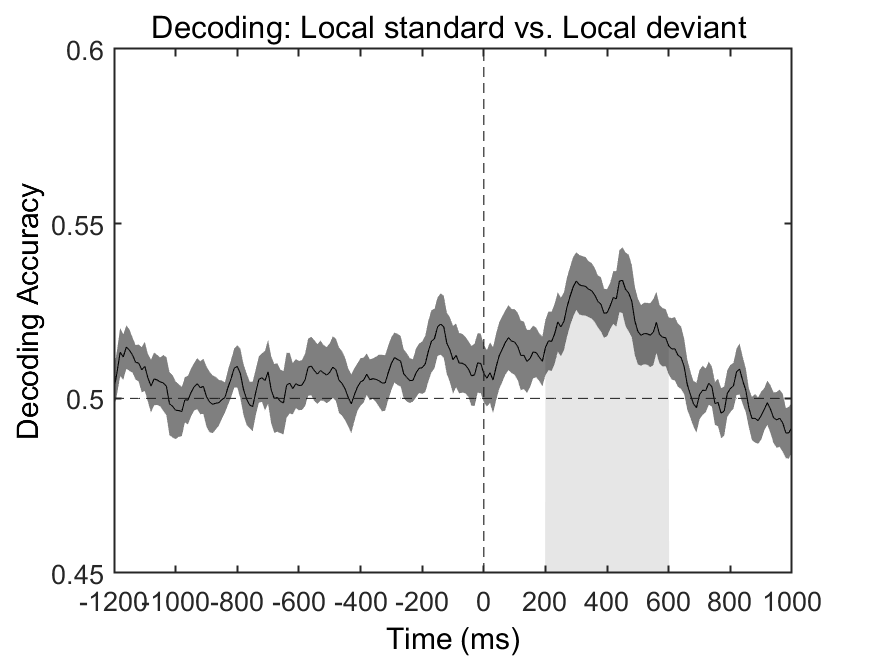 Decoding: Local standard vs. Local deviant
0.6
0.55
0.5
0.45
Decoding Accuracy
-1200 -1000 -800 -600 -400 -200 0 200 400 600 800 1000
Time (ms)